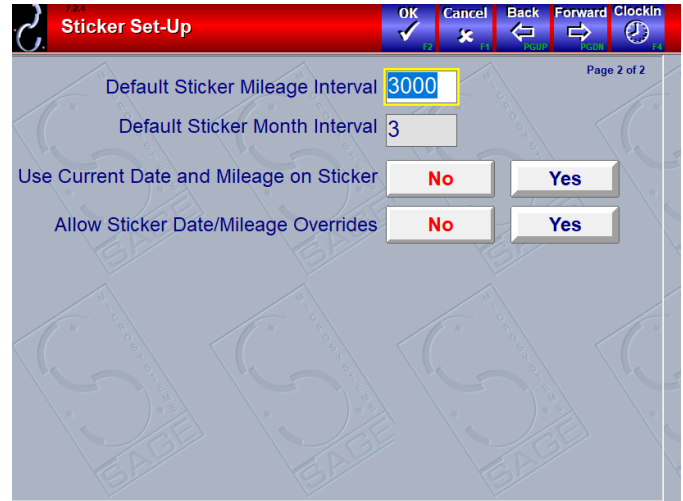 7.2.4
Sticker Set-Up
OK
F2
Cancel
F1
Back
PGUP
Forward
PGDN
ClockIn
F4
Page 2 of 2
Default Sticker Mileage Interval 3000
Default Sticker Month Interval 3
Use Current Date and Mileage on Sticker No Yes
Allow Sticker Date/Mileage Overrides No Yes
MICROSYSTEMS
SAGE